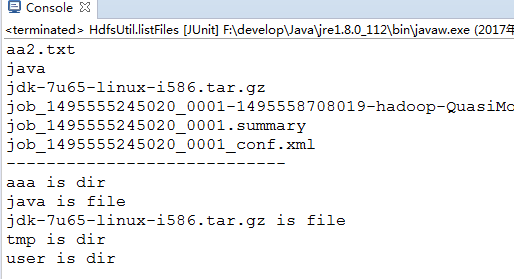 Console
<terminated> HdfsUtil.listFiles [JUnit] F:\develop\Java\jre1.8.0_112\bin\javaw.exe (2017年
aa2.txt
java
jdk-7u65-linux-i586.tar.gz
job_1495555245020_0001-1495558708019-hadoop-QuasiMo
job_1495555245020_0001.summary
job_1495555245020_0001_conf.xml
----------------------------
aaa is dir
java is file
jdk-7u65-linux-i586.tar.gz is file
tmp is dir
user is dir